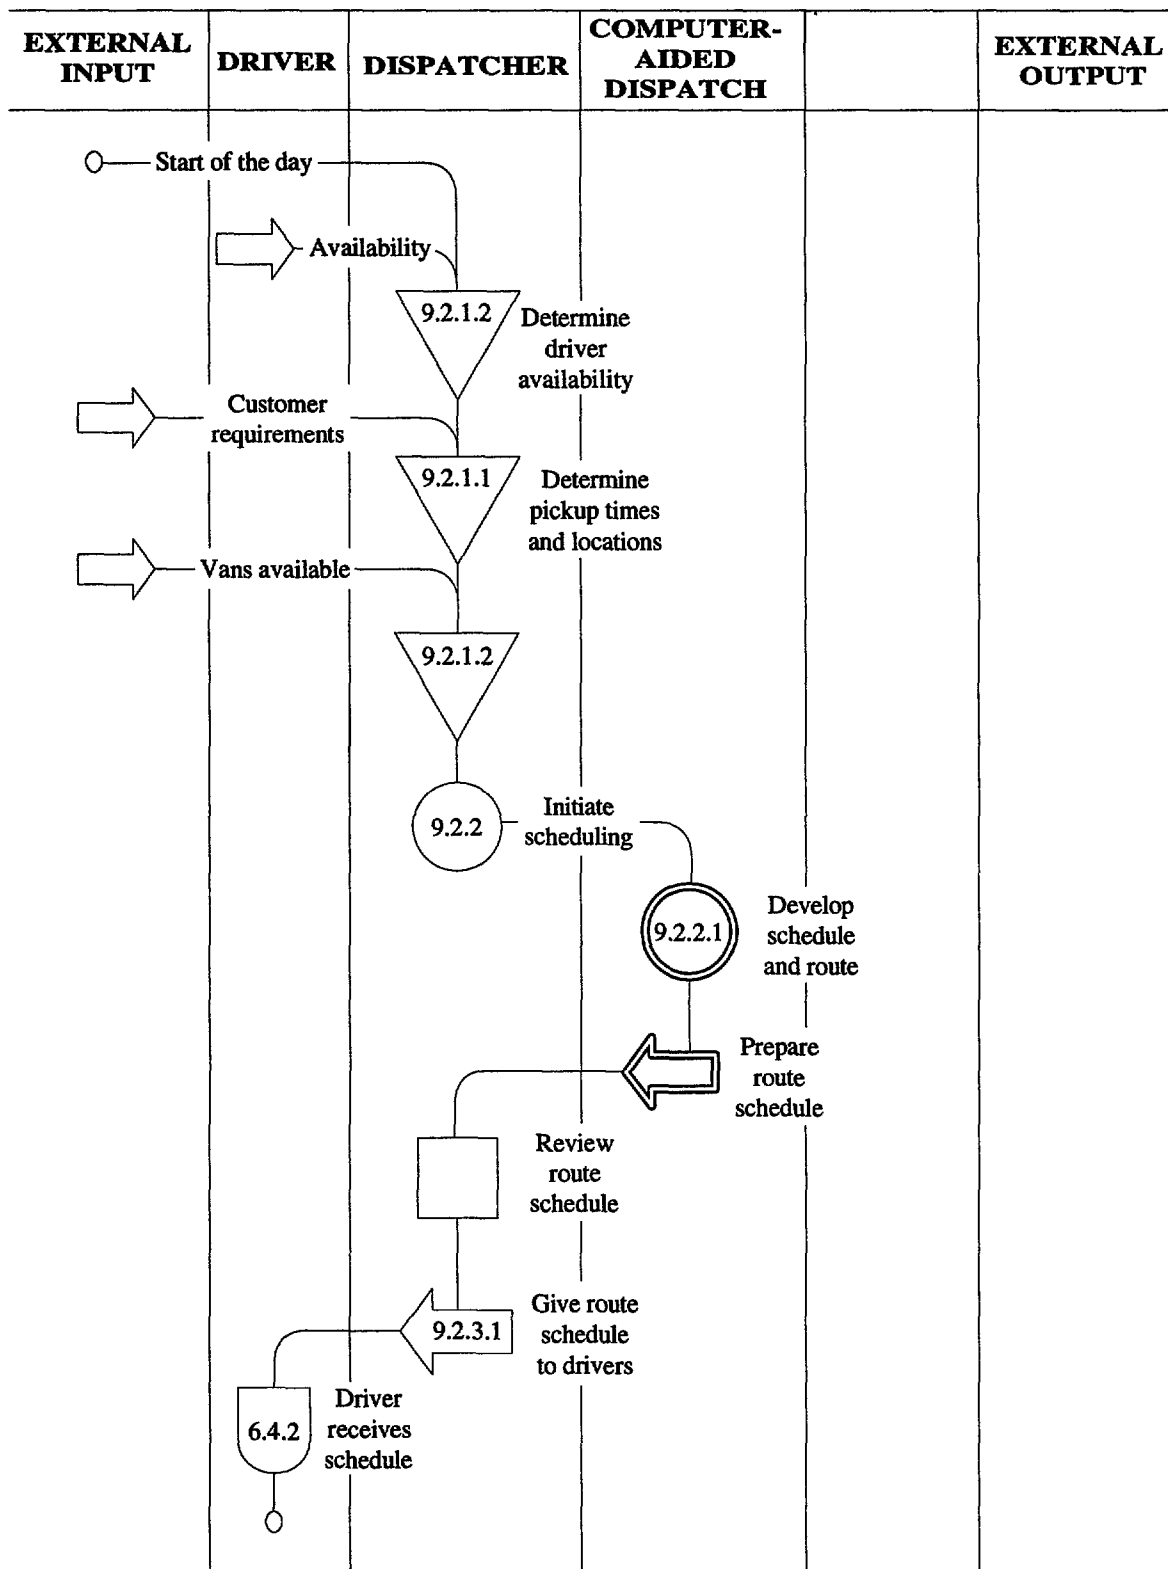 EXTERNAL
INPUT
DRIVER
DISPATCHER
COMPUTER-
AIDED
DISPATCH
EXTERNAL
OUTPUT
Start of the day
Availability
9.2.1.2
Determine
driver
availability
Customer
requirements
9.2.1.1
Determine
pickup times
and locations
Vans available
9.2.1.2
9.2.2
Initiate
scheduling
9.2.2.1
Develop
schedule
and route
Prepare
route
schedule
Review
route
schedule
9.2.3.1
Give route
schedule
to drivers
6.4.2
Driver
receives
schedule